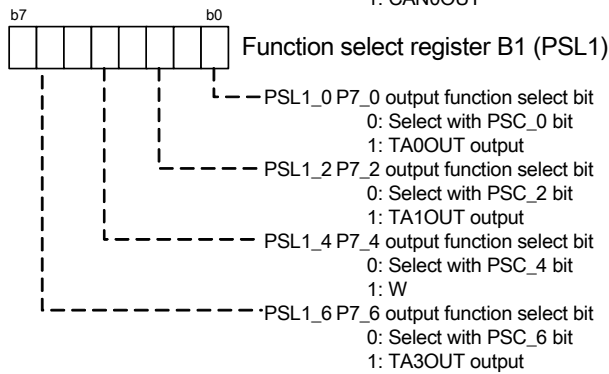 1: CAN0OUT
b7 b0
Function select register B1 (PSL1)
PSL1_0 P7_0 output function select bit
0: Select with PSC_0 bit
1: TA0OUT output
PSL1_2 P7_2 output function select bit
0: Select with PSC_2 bit
1: TA1OUT output
PSL1_4 P7_4 output function select bit
0: Select with PSC_4 bit
1: W
PSL1_6 P7_6 output function select bit
0: Select with PSC_6 bit
1: TA3OUT output